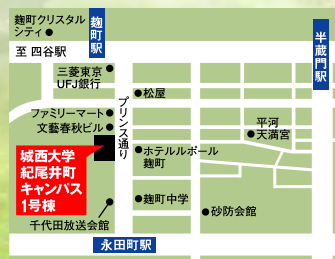 麹町クリスタル
シティ
至 四谷駅
麹町駅
半蔵門駅
三菱東京
UFJ銀行
松屋
プリンス通り
ファミリーマート
文藝春秋ビル
平河
天満宮
城西大学
紀尾井町
キャンパス
1号棟
ホテルルポール
麹町
麹町中学
砂防会館
千代田放送会館
永田町駅